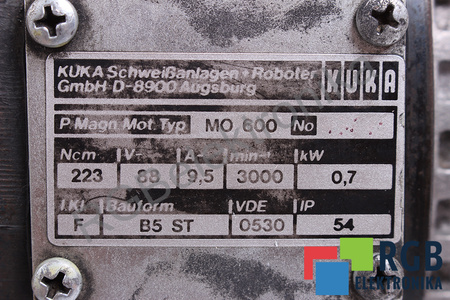 KUKA Schweißanlagen+Roboter
GmbH·D-8900 Augsburg
KUKA
P.Magn.Mot.Typ MO 600 No
Ncm V- A- min⁻¹ kW
223 88 9,5 3000 0,7
I.Kl Bauform VDE IP
F B5 ST 0530 54
RGB
ELEKTRONIKA